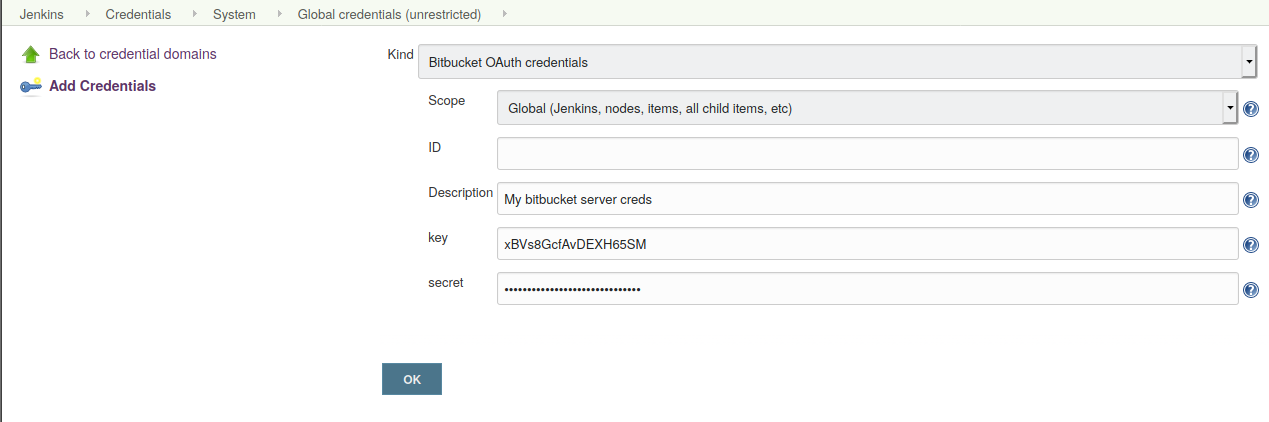 Jenkins Credentials System Global credentials (unrestricted)
Back to credential domains
Add Credentials
Kind Bitbucket OAuth credentials
Scope Global (Jenkins, nodes, items, all child items, etc)
ID
Description My bitbucket server creds
key xBVs8GcfAvDEXH65SM
secret ••••••••••••••••••••••••••••••
OK